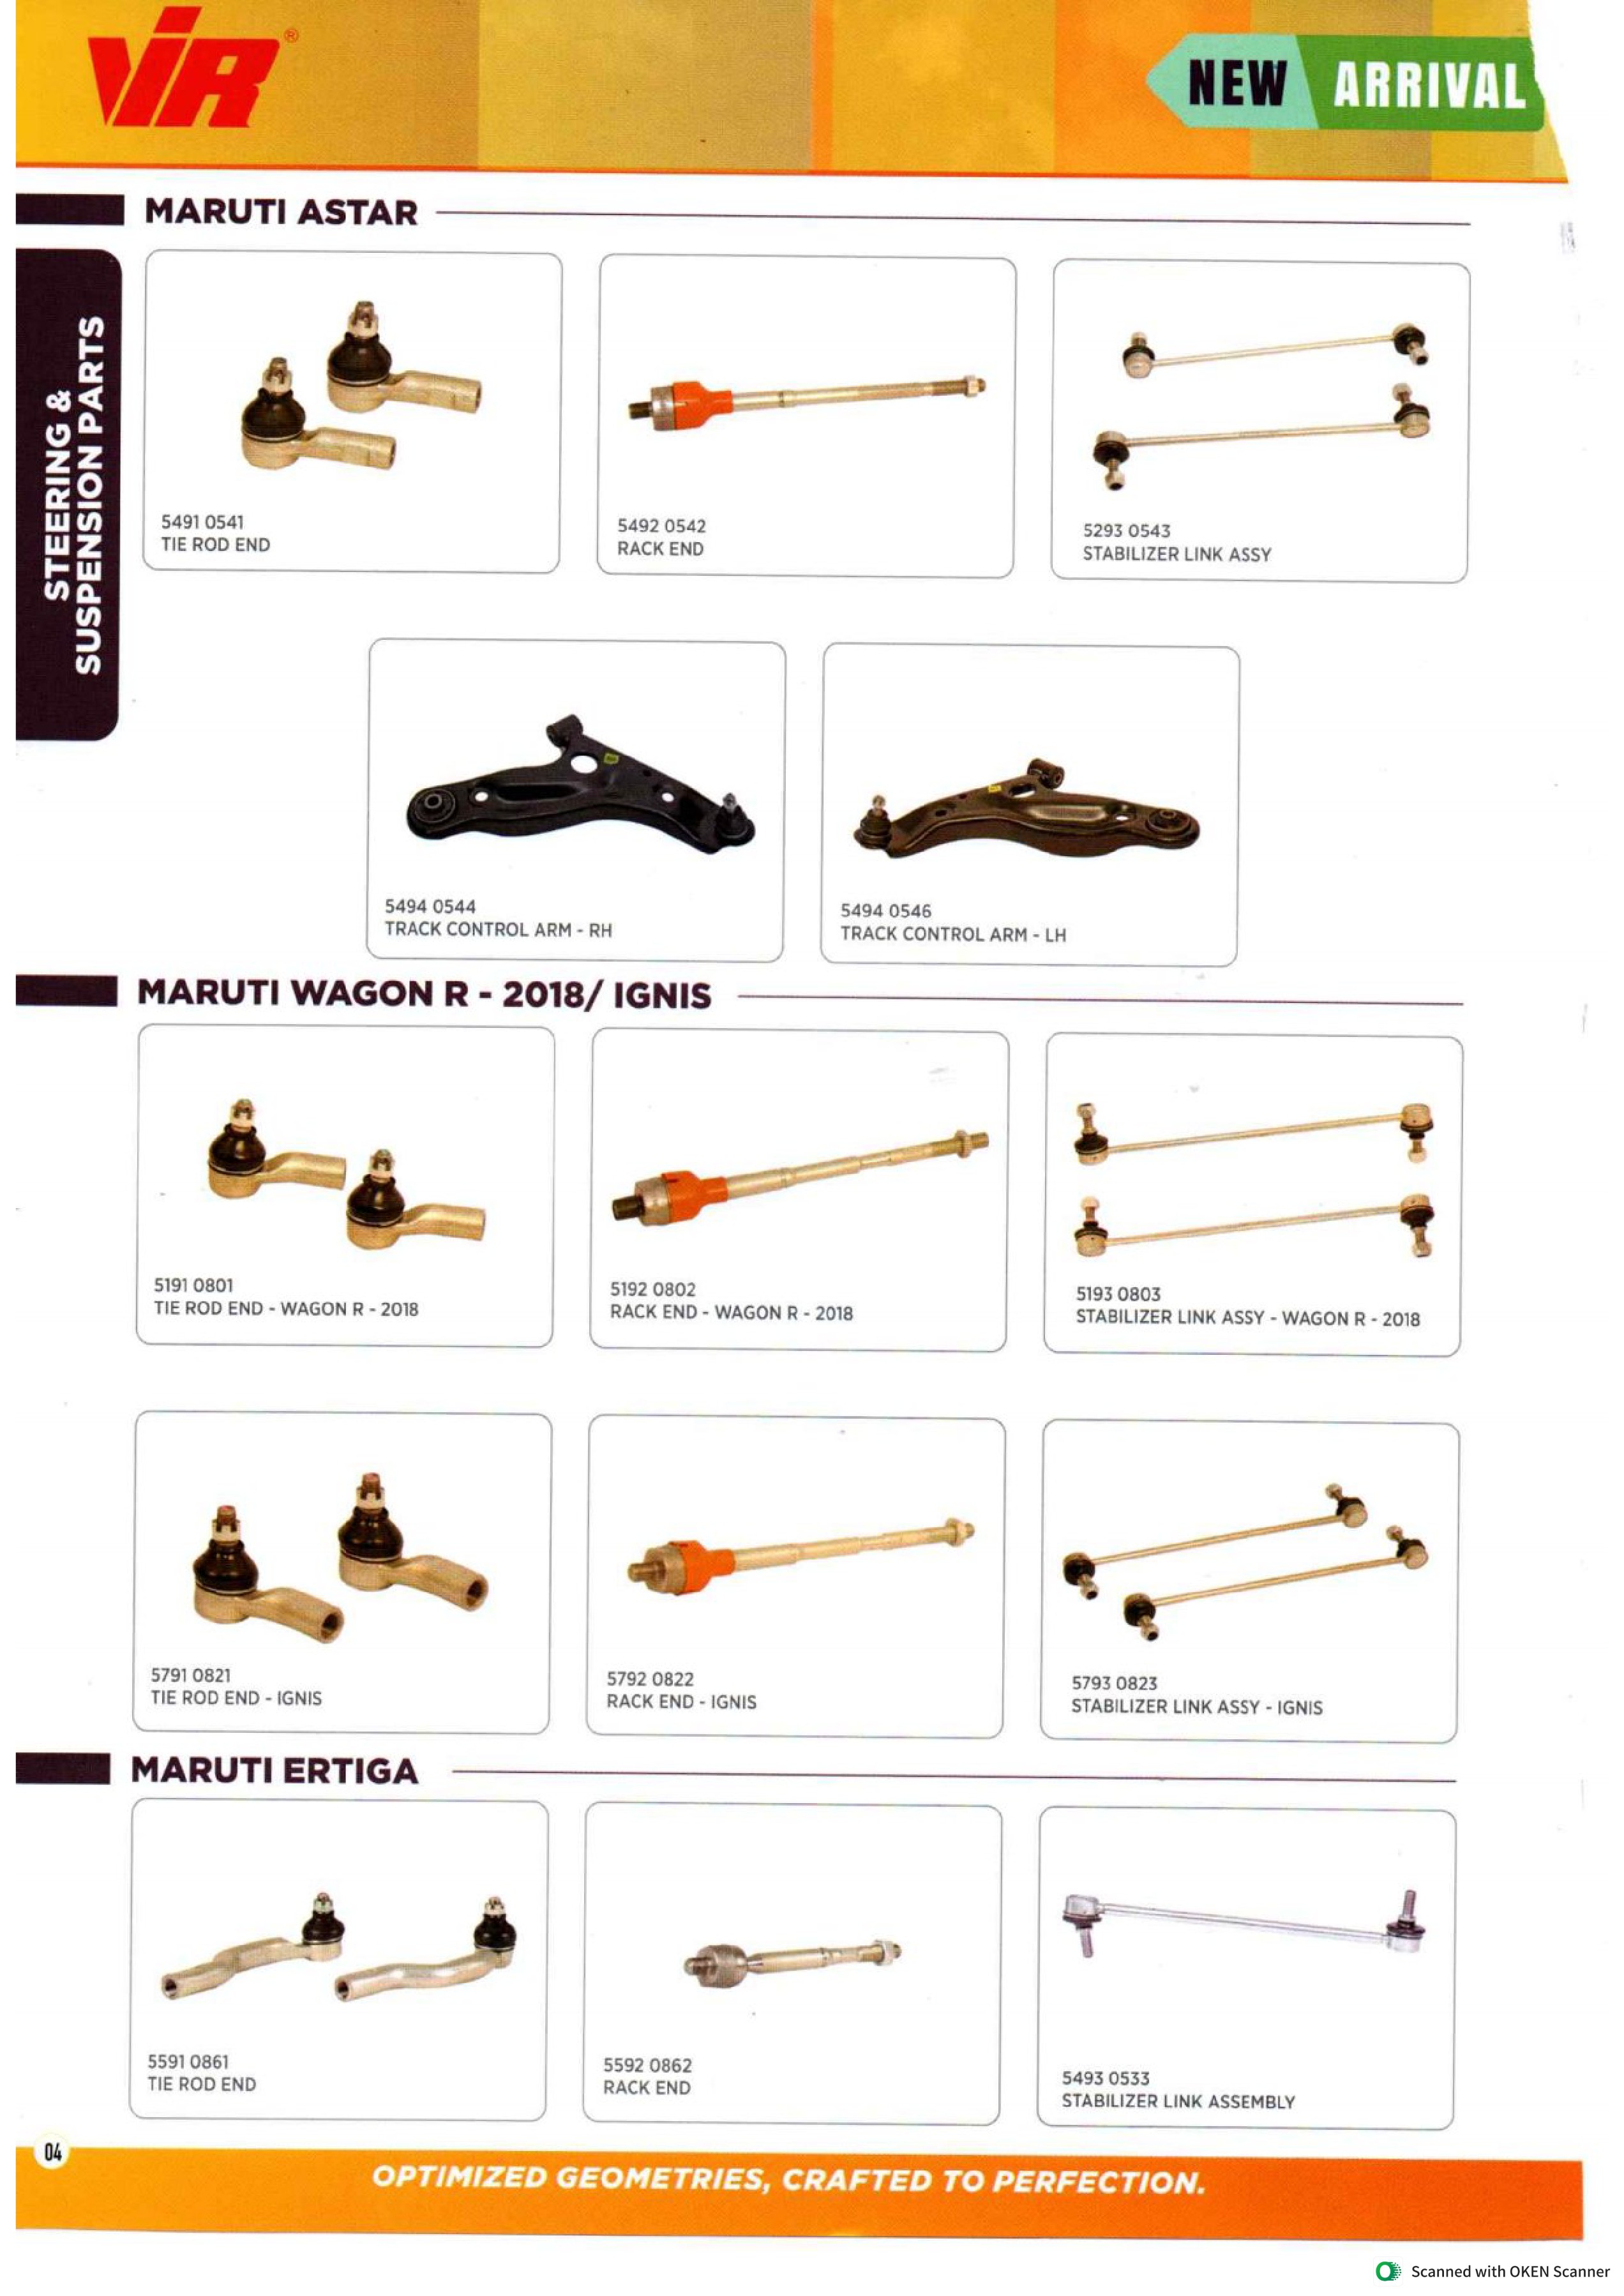 ViR®
NEW ARRIVAL
MARUTI ASTAR
STEERING &
SUSPENSION PARTS
5491 0541
TIE ROD END
5492 0542
RACK END
5293 0543
STABILIZER LINK ASSY
5494 0544
TRACK CONTROL ARM - RH
5494 0546
TRACK CONTROL ARM - LH
MARUTI WAGON R - 2018/ IGNIS
5191 0801
TIE ROD END - WAGON R - 2018
5192 0802
RACK END - WAGON R - 2018
5193 0803
STABILIZER LINK ASSY - WAGON R - 2018
5791 0821
TIE ROD END - IGNIS
5792 0822
RACK END - IGNIS
5793 0823
STABILIZER LINK ASSY - IGNIS
MARUTI ERTIGA
5591 0861
TIE ROD END
5592 0862
RACK END
5493 0533
STABILIZER LINK ASSEMBLY
04
OPTIMIZED GEOMETRIES, CRAFTED TO PERFECTION.
Scanned with OKEN Scanner